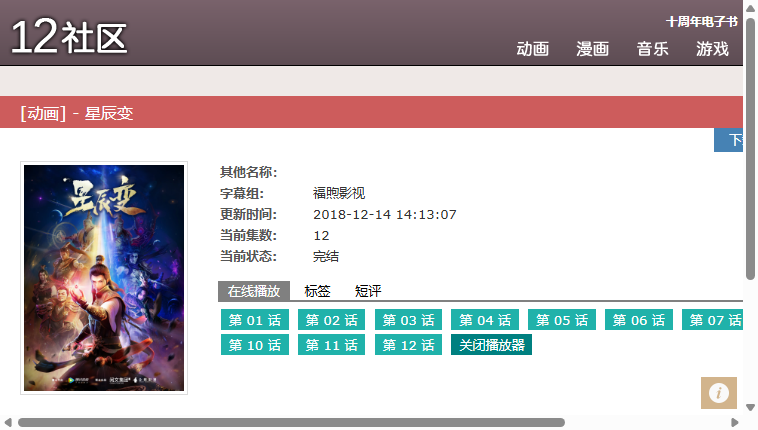 12社区
十周年电子书
动画 漫画 音乐 游戏
[动画] - 星辰变
星辰变
其他名称:
字幕组: 福煦影视
更新时间: 2018-12-14 14:13:07
当前集数: 12
当前状态: 完结
在线播放 标签 短评
第 01 话 第 02 话 第 03 话 第 04 话 第 05 话 第 06 话 第 07 话
第 10 话 第 11 话 第 12 话 关闭播放器